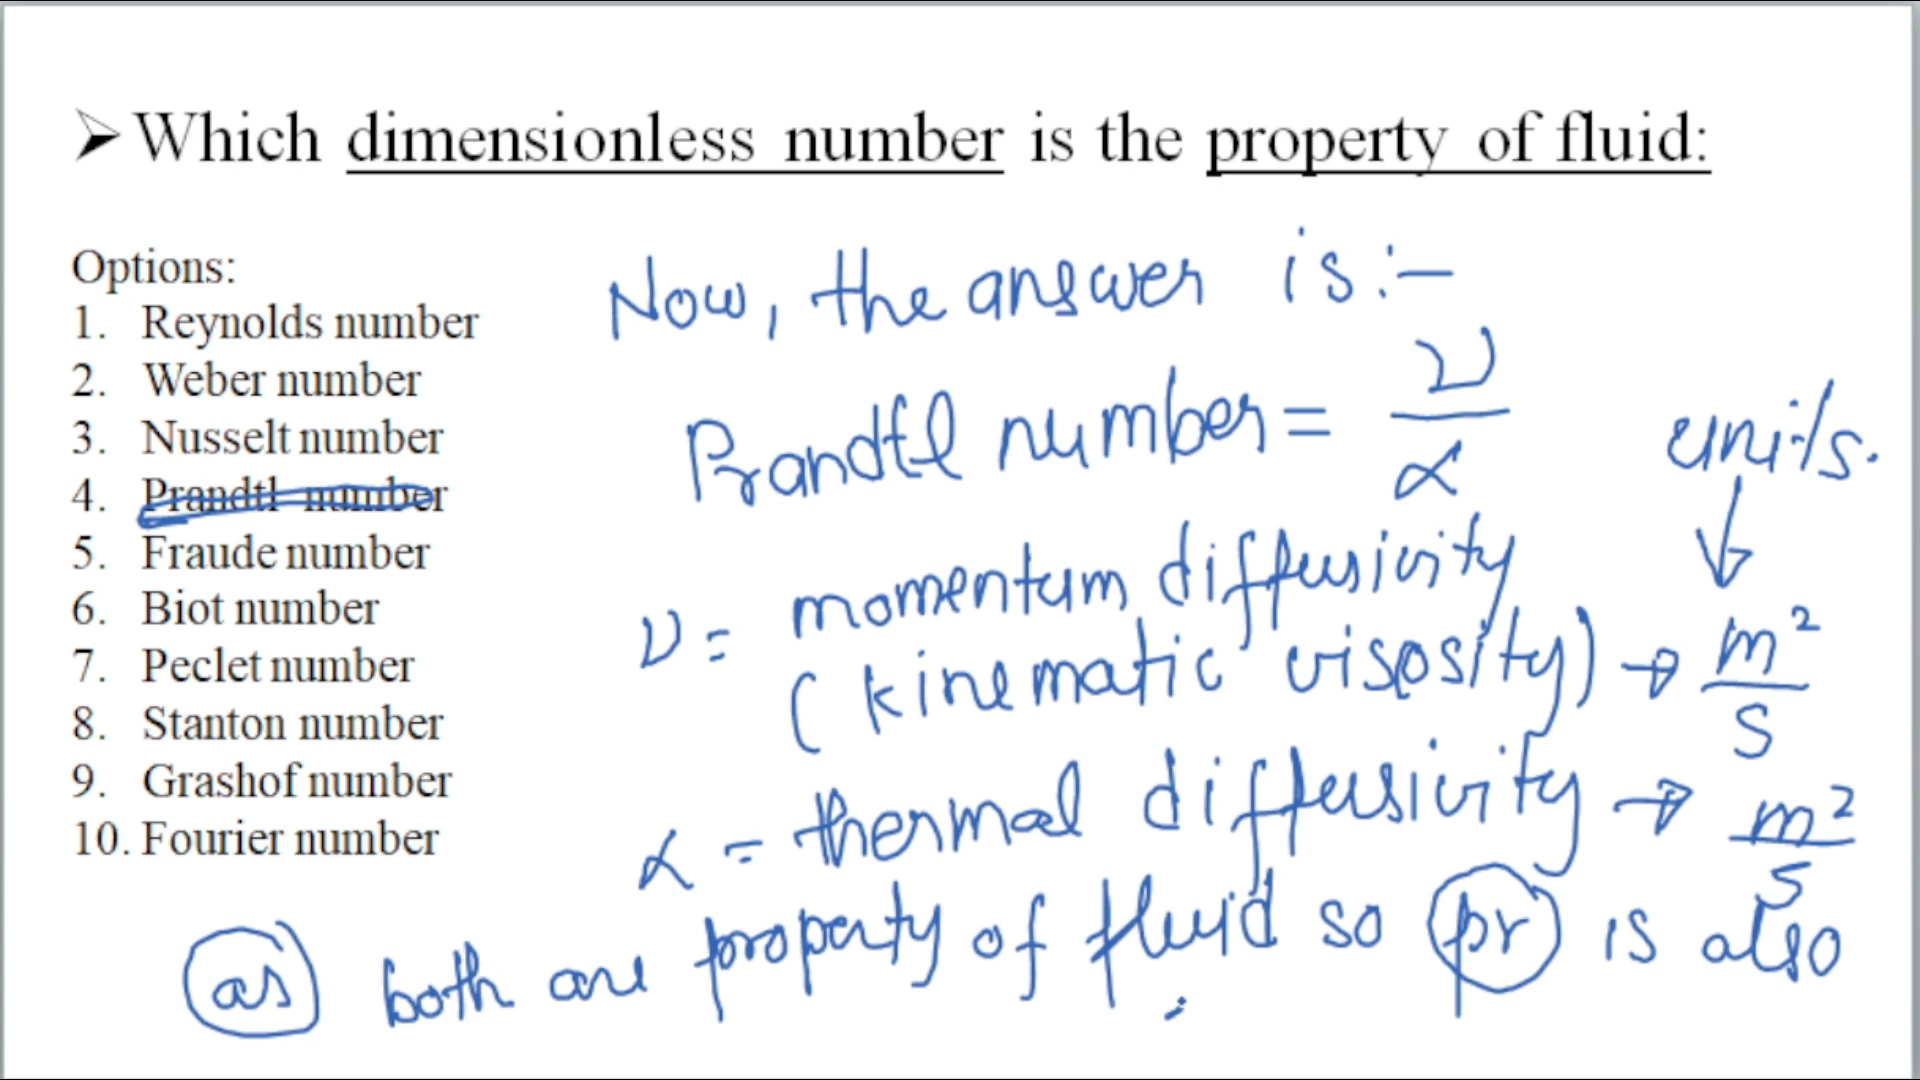 ➢Which dimensionless number is the property of fluid:
Options:
1. Reynolds number
2. Weber number
3. Nusselt number
4. Prandtl number
5. Fraude number
6. Biot number
7. Peclet number
8. Stanton number
9. Grashof number
10. Fourier number
Now, the answer is:-
Prandtl number = ν/α
units.
ν = momentum diffusivity
(kinematic viscosity) → m²/s
α = thermal diffusivity → m²/s
as both are property of fluid so pr is also